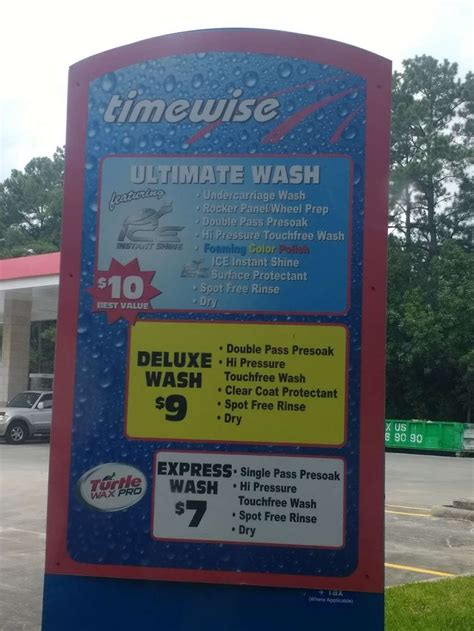 timewise
ULTIMATE WASH
featuring
ICE
INSTANT SHINE
• Undercarriage Wash
• Rocker Panel/Wheel Prep
• Double Pass Presoak
• Hi Pressure Touchfree Wash
• Foaming Color Polish
ICE Instant Shine
Surface Protectant
• Spot Free Rinse
• Dry
$10
BEST VALUE
DELUXE
WASH
$9
• Double Pass Presoak
• Hi Pressure
Touchfree Wash
• Clear Coat Protectant
• Spot Free Rinse
• Dry
Turtle
WAX PRO
EXPRESS
WASH
$7
• Single Pass Presoak
• Hi Pressure
Touchfree Wash
• Spot Free Rinse
• Dry
+ Tax
(Where Applicable)
X US
90 90